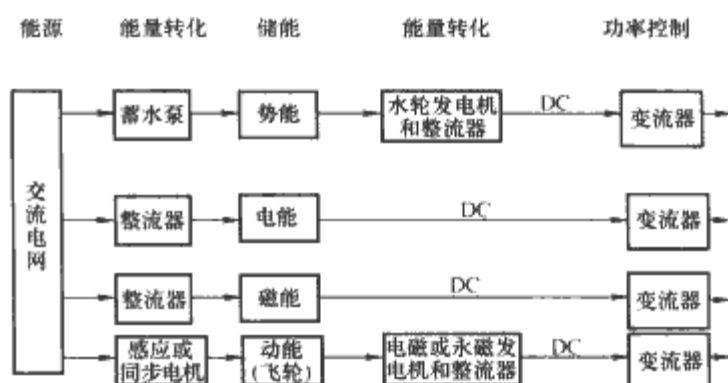 能源 能量转化 储能 能量转化 功率控制
交流电网
蓄水泵 势能 水轮发电机 DC 变流器
和整流器
整流器 电能 DC 变流器
整流器 磁能 DC 变流器
感应或 动能 电磁或永磁发 DC 变流器
同步电机 (飞轮) 电机和整流器